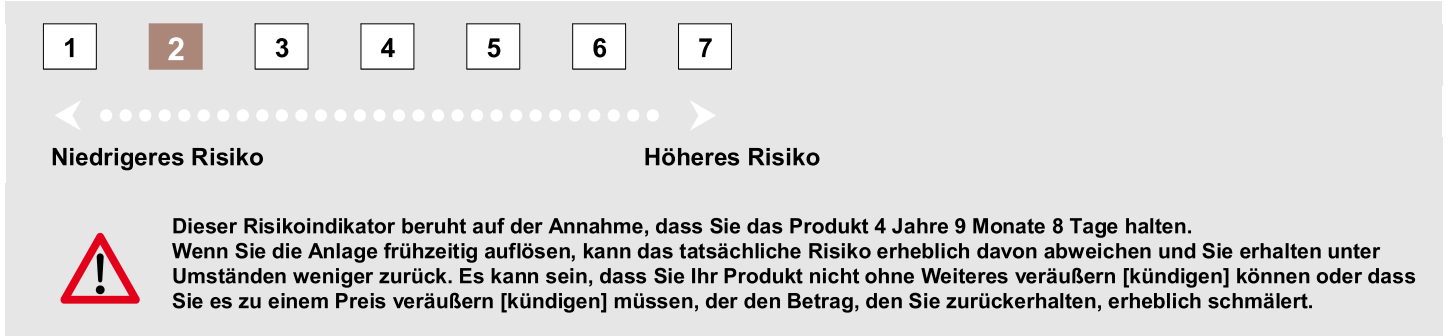 1 2 3 4 5 6 7
Niedrigeres Risiko Höheres Risiko
Dieser Risikoindikator beruht auf der Annahme, dass Sie das Produkt 4 Jahre 9 Monate 8 Tage halten.
Wenn Sie die Anlage frühzeitig auflösen, kann das tatsächliche Risiko erheblich davon abweichen und Sie erhalten unter
Umständen weniger zurück. Es kann sein, dass Sie Ihr Produkt nicht ohne Weiteres veräußern [kündigen] können oder dass
Sie es zu einem Preis veräußern [kündigen] müssen, der den Betrag, den Sie zurückerhalten, erheblich schmälert.